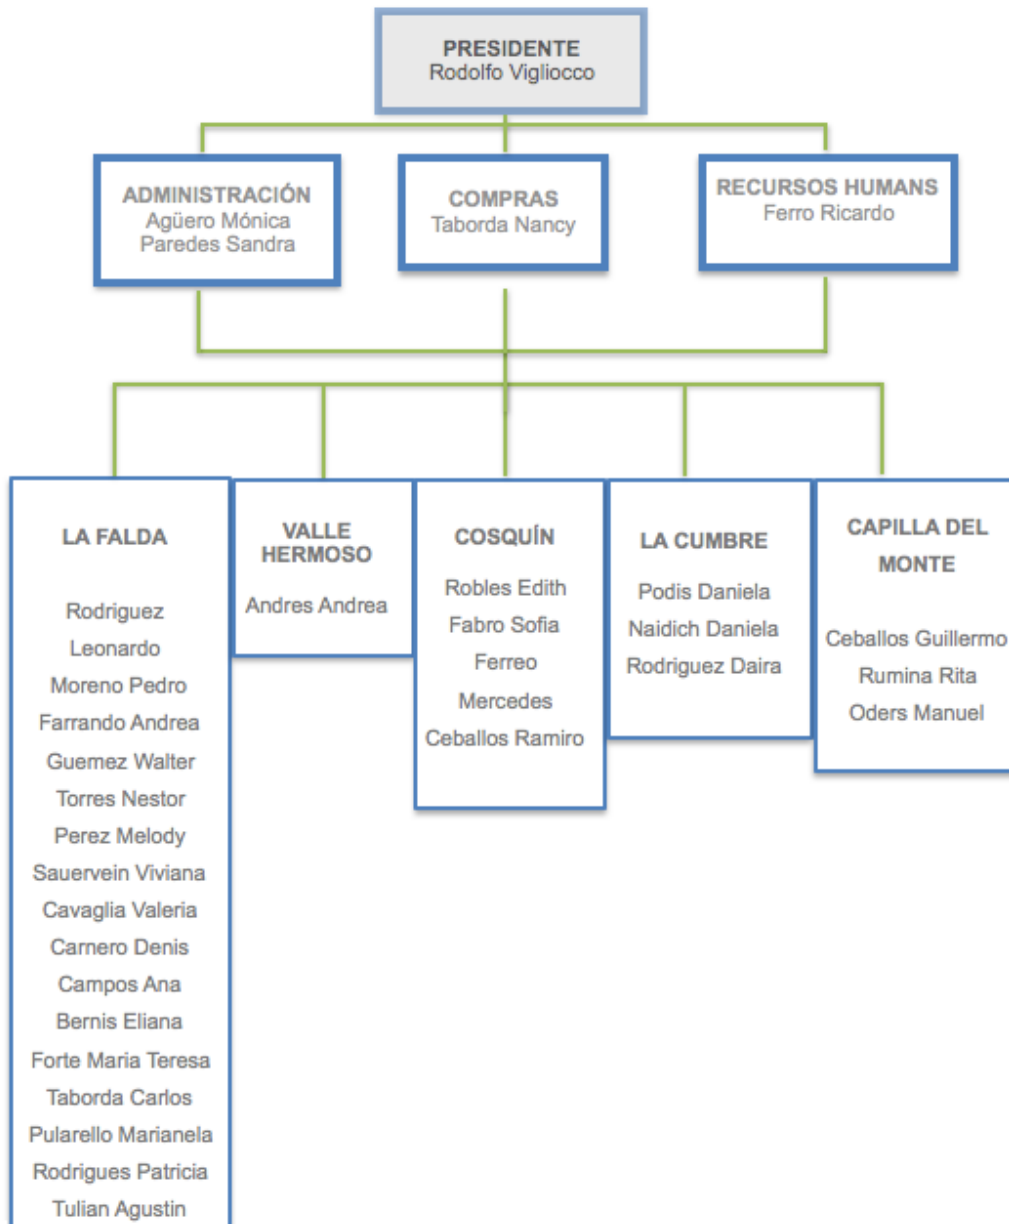 PRESIDENTE
Rodolfo Vigliocco
ADMINISTRACIÓN
Agüero Mónica
Paredes Sandra
COMPRAS
Taborda Nancy
RECURSOS HUMANS
Ferro Ricardo
LA FALDA
Rodriguez
Leonardo
Moreno Pedro
Farrando Andrea
Guemez Walter
Torres Nestor
Perez Melody
Sauervein Viviana
Cavaglia Valeria
Carnero Denis
Campos Ana
Bernis Eliana
Forte Maria Teresa
Taborda Carlos
Pularello Marianela
Rodrigues Patricia
Tulian Agustin
VALLE
HERMOSO
Andres Andrea
COSQUÍN
Robles Edith
Fabro Sofia
Ferreo
Mercedes
Ceballos Ramiro
LA CUMBRE
Podis Daniela
Naidich Daniela
Rodriguez Daira
CAPILLA DEL
MONTE
Ceballos Guillermo
Rumina Rita
Oders Manuel